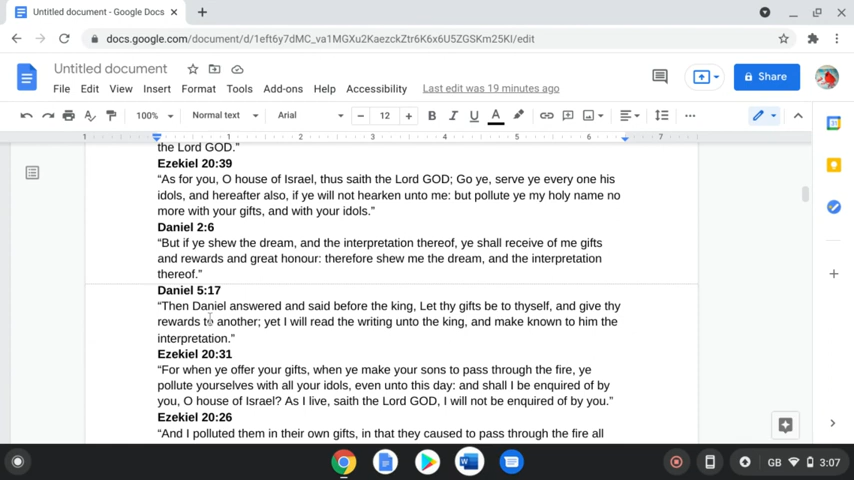 Untitled document - Google Docs
docs.google.com/document/d/1eft6y7dMC_va1MGXu2KaezckZtr6K6x6U5ZGSKm25KI/edit
Untitled document
File Edit View Insert Format Tools Add-ons Help Accessibility Last edit was 19 minutes ago
Share
100% Normal text Arial 12 B I U A
1 1 2 3 4 5 6 7
the Lord GOD.”
Ezekiel 20:39
“As for you, O house of Israel, thus saith the Lord GOD; Go ye, serve ye every one his
idols, and hereafter also, if ye will not hearken unto me: but pollute ye my holy name no
more with your gifts, and with your idols.”
Daniel 2:6
“But if ye shew the dream, and the interpretation thereof, ye shall receive of me gifts
and rewards and great honour: therefore shew me the dream, and the interpretation
thereof.”
Daniel 5:17
“Then Daniel answered and said before the king, Let thy gifts be to thyself, and give thy
rewards to another; yet I will read the writing unto the king, and make known to him the
interpretation.”
Ezekiel 20:31
“For when ye offer your gifts, when ye make your sons to pass through the fire, ye
pollute yourselves with all your idols, even unto this day: and shall I be enquired of by
you, O house of Israel? As I live, saith the Lord GOD, I will not be enquired of by you.”
Ezekiel 20:26
“And I polluted them in their own gifts, in that they caused to pass through the fire all
GB 3:07